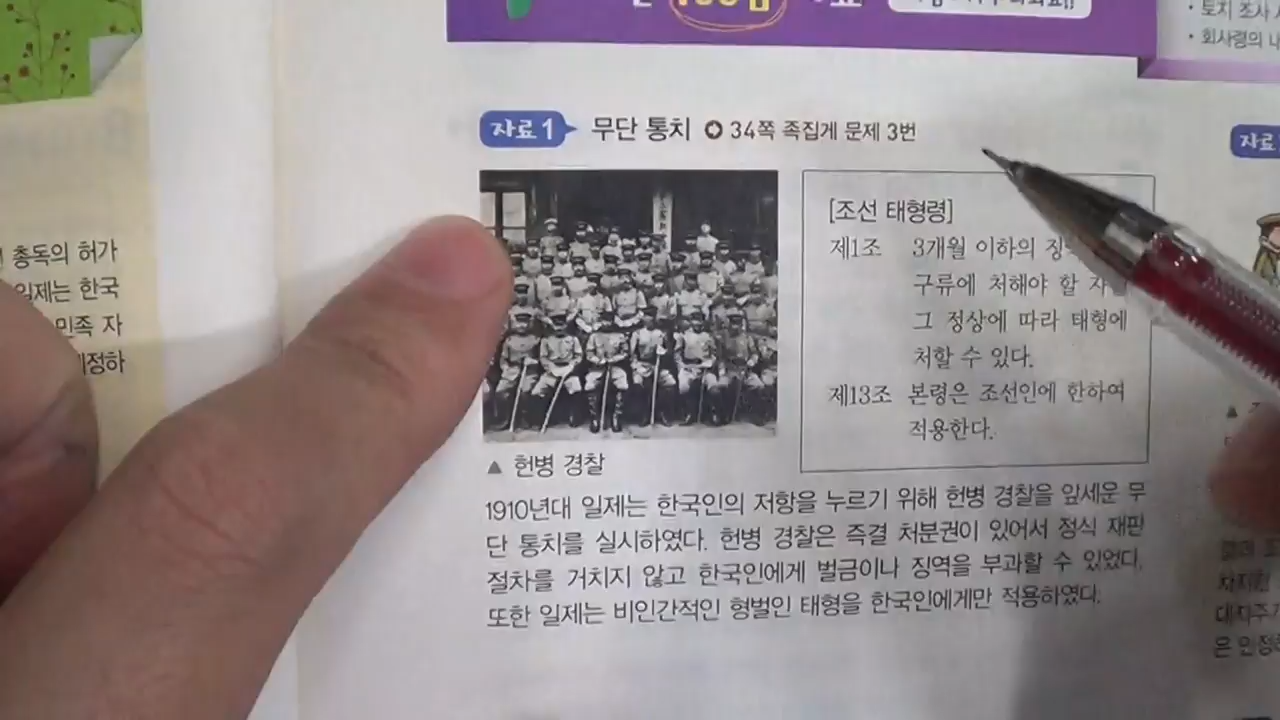 • 토지 조사
• 회사령의
총독의 허가
일제는 한국
민족 자
자료 1 무단 통치 34쪽 족집게 문제 3번
자료
[조선 태형령]
제1조 3개월 이하의
구류에 처해야 할
그 정상에 따라 태형에
처할 수 있다.
제13조 본령은 조선인에 한하여
적용한다.
▲ 헌병 경찰
1910년대 일제는 한국인의 저항을 누르기 위해 헌병 경찰을 앞세운 무
단 통치를 실시하였다. 헌병 경찰은 즉결 처분권이 있어서 정식 재판
절차를 거치지 않고 한국인에게 벌금이나 징역을 부과할 수 있었다.
또한 일제는 비인간적인 형벌인 태형을 한국인에게만 적용하였다.